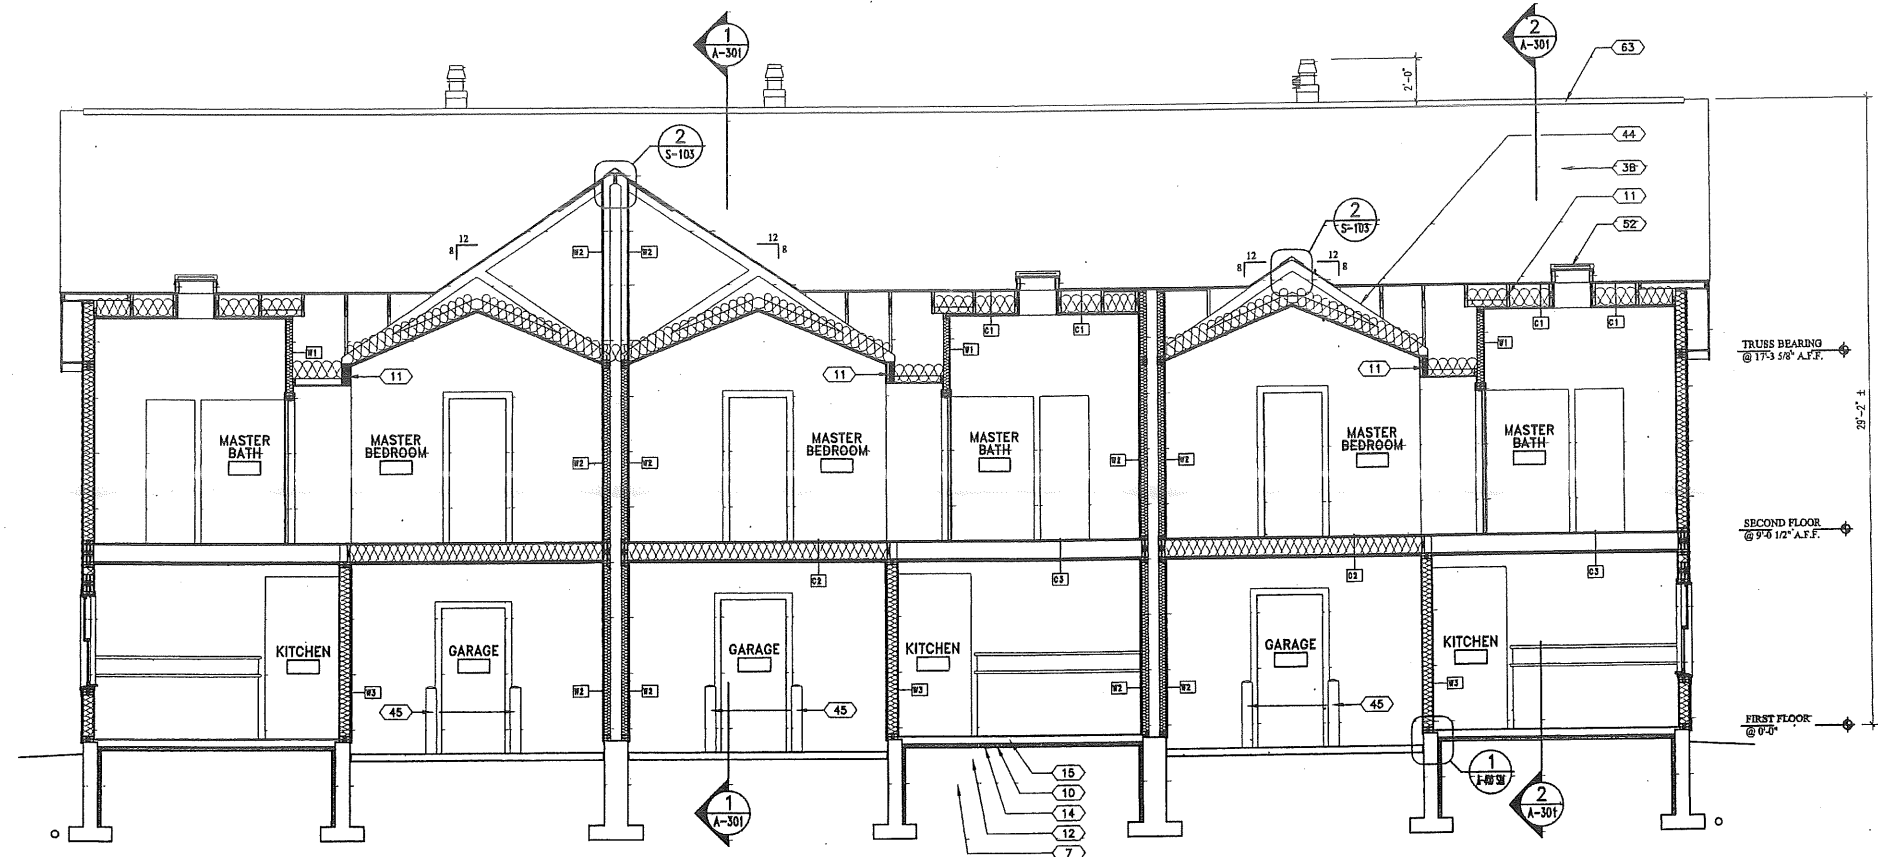 1
A-301
2
A-301
63
2'-0"
2
S-103
44
38
11
52
2
S-103
12
8
12
8
12
8
12
8
W2
W2
W1
C1
C1
W1
C1
C1
W1
TRUSS BEARING
@ 17'-3 5/8" A.F.F.
11
11
11
29'-2" ±
MASTER
BATH
MASTER
BEDROOM
MASTER
BEDROOM
MASTER
BATH
MASTER
BEDROOM
MASTER
BATH
W2
W2
W2
W2
SECOND FLOOR
@ 9'-0 1/2" A.F.F.
C2
C3
C2
C3
KITCHEN
GARAGE
GARAGE
KITCHEN
GARAGE
KITCHEN
W3
W2
W2
W3
W2
W2
W3
45
45
45
FIRST FLOOR
@ 0'-0"
15
10
14
12
7
1
1
A-301
2
A-301